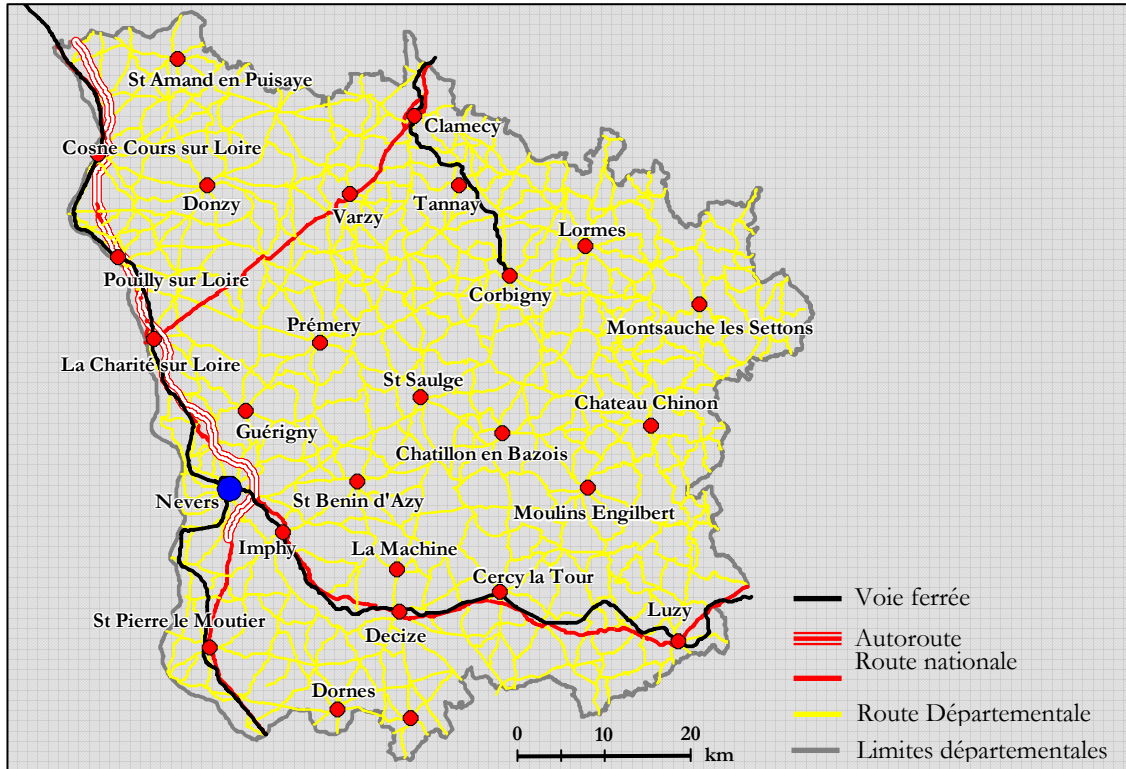 St Amand en Puisaye
Clamecy
Cosne Cours sur Loire
Donzy
Varzy
Tannay
Lormes
Pouilly sur Loire
Corbigny
Montsauche les Settons
Prémery
La Charité sur Loire
St Saulge
Chateau Chinon
Guérigny
Chatillon en Bazois
Nevers
St Benin d'Azy
Moulins Engilbert
Imphy
La Machine
Cercy la Tour
Luzy
St Pierre le Moutier
Decize
Dornes
Voie ferrée
Autoroute
Route nationale
Route Départementale
Limites départementales
0 10 20
km